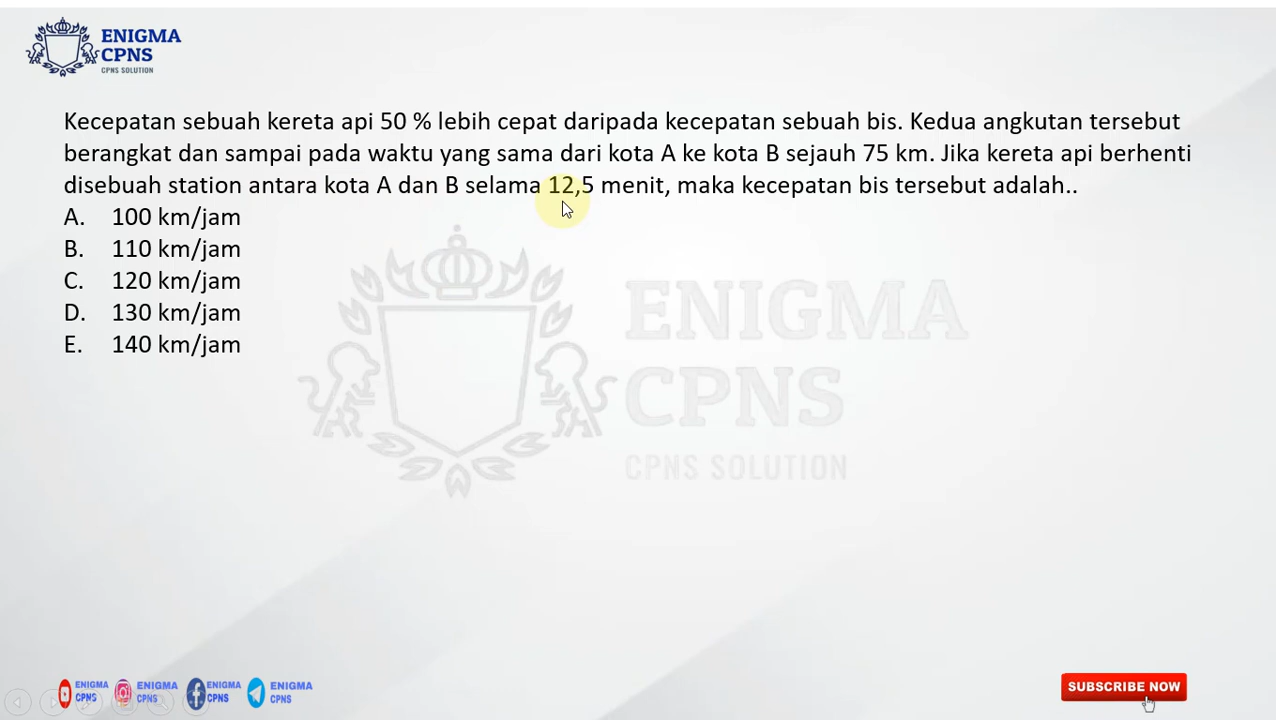 ENIGMA
CPNS
CPNS SOLUTION
Kecepatan sebuah kereta api 50 % lebih cepat daripada kecepatan sebuah bis. Kedua angkutan tersebut
berangkat dan sampai pada waktu yang sama dari kota A ke kota B sejauh 75 km. Jika kereta api berhenti
disebuah station antara kota A dan B selama 12,5 menit, maka kecepatan bis tersebut adalah..
A. 100 km/jam
B. 110 km/jam
C. 120 km/jam
D. 130 km/jam
E. 140 km/jam
ENIGMA
CPNS
CPNS SOLUTION
ENIGMA CPNS
ENIGMA CPNS
ENIGMA CPNS
ENIGMA CPNS
SUBSCRIBE NOW